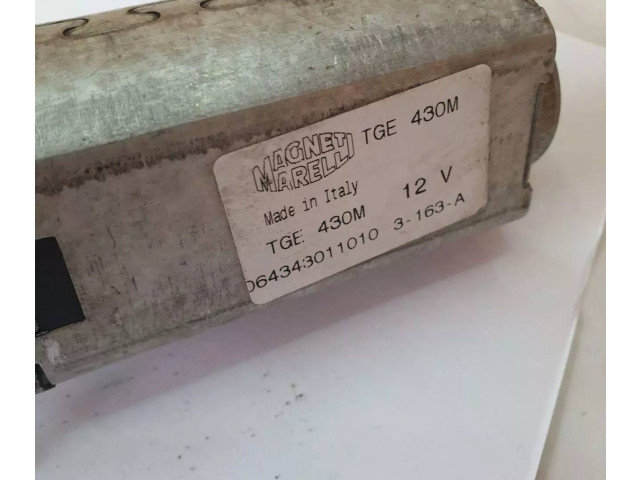 MAGNETI MARELLI TGE 430M
Made in Italy
TGE 430M 12 V
064343011010 3-163-A